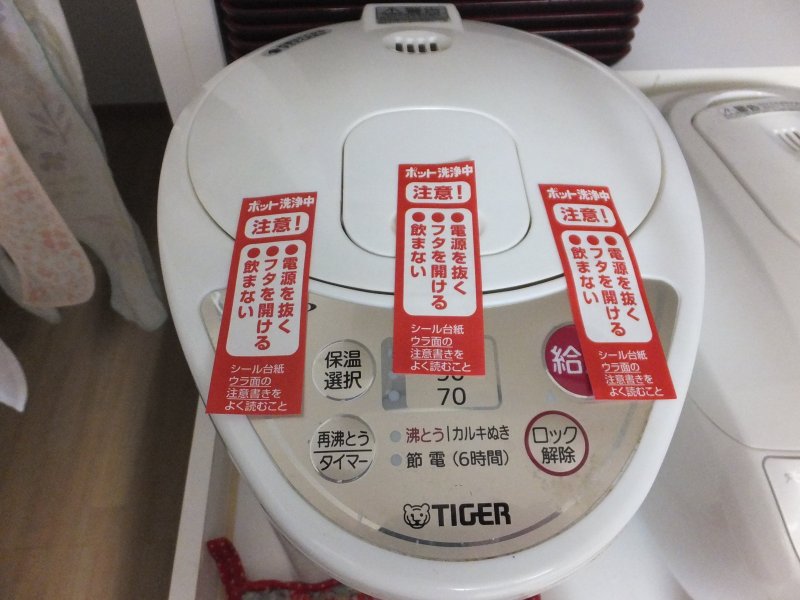 ポット洗浄中
注意!
●電源を抜く
●フタを開ける
●飲まない
シール台紙
ウラ面の
注意書きを
よく読むこと
ポット洗浄中
注意!
●電源を抜く
●フタを開ける
●飲まない
シール台紙
ウラ面の
注意書きを
よく読むこと
ポット洗浄中
注意!
●電源を抜く
●フタを開ける
●飲まない
シール台紙
ウラ面の
注意書きを
よく読むこと
保温
選択
70
給
再沸とう
タイマー
沸とう|カルキぬき
節電(6時間)
ロック
解除
TIGER